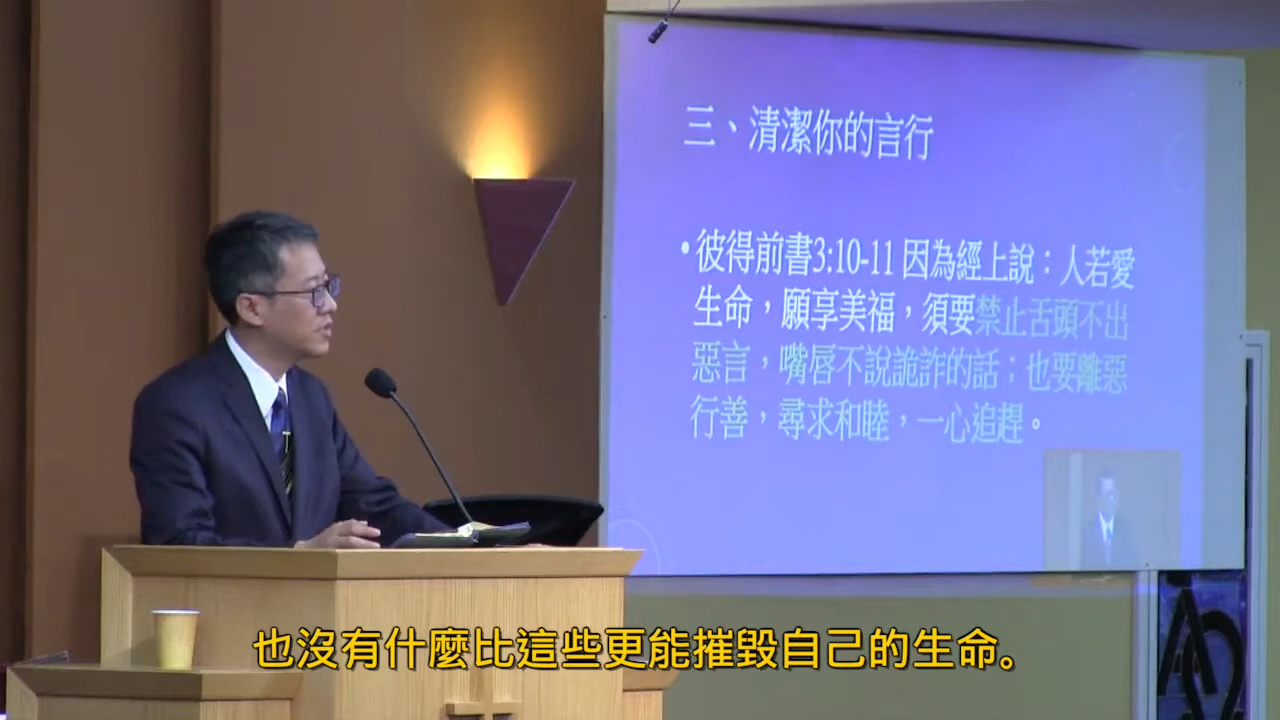 三、清潔你的言行
•彼得前書3:10-11 因為經上說：人若愛
生命，願享美福，須要禁止舌頭不出
惡言，嘴唇不說詭詐的話；也要離惡
行善，尋求和睦，一心追趕。
也沒有什麼比這些更能摧毀自己的生命。